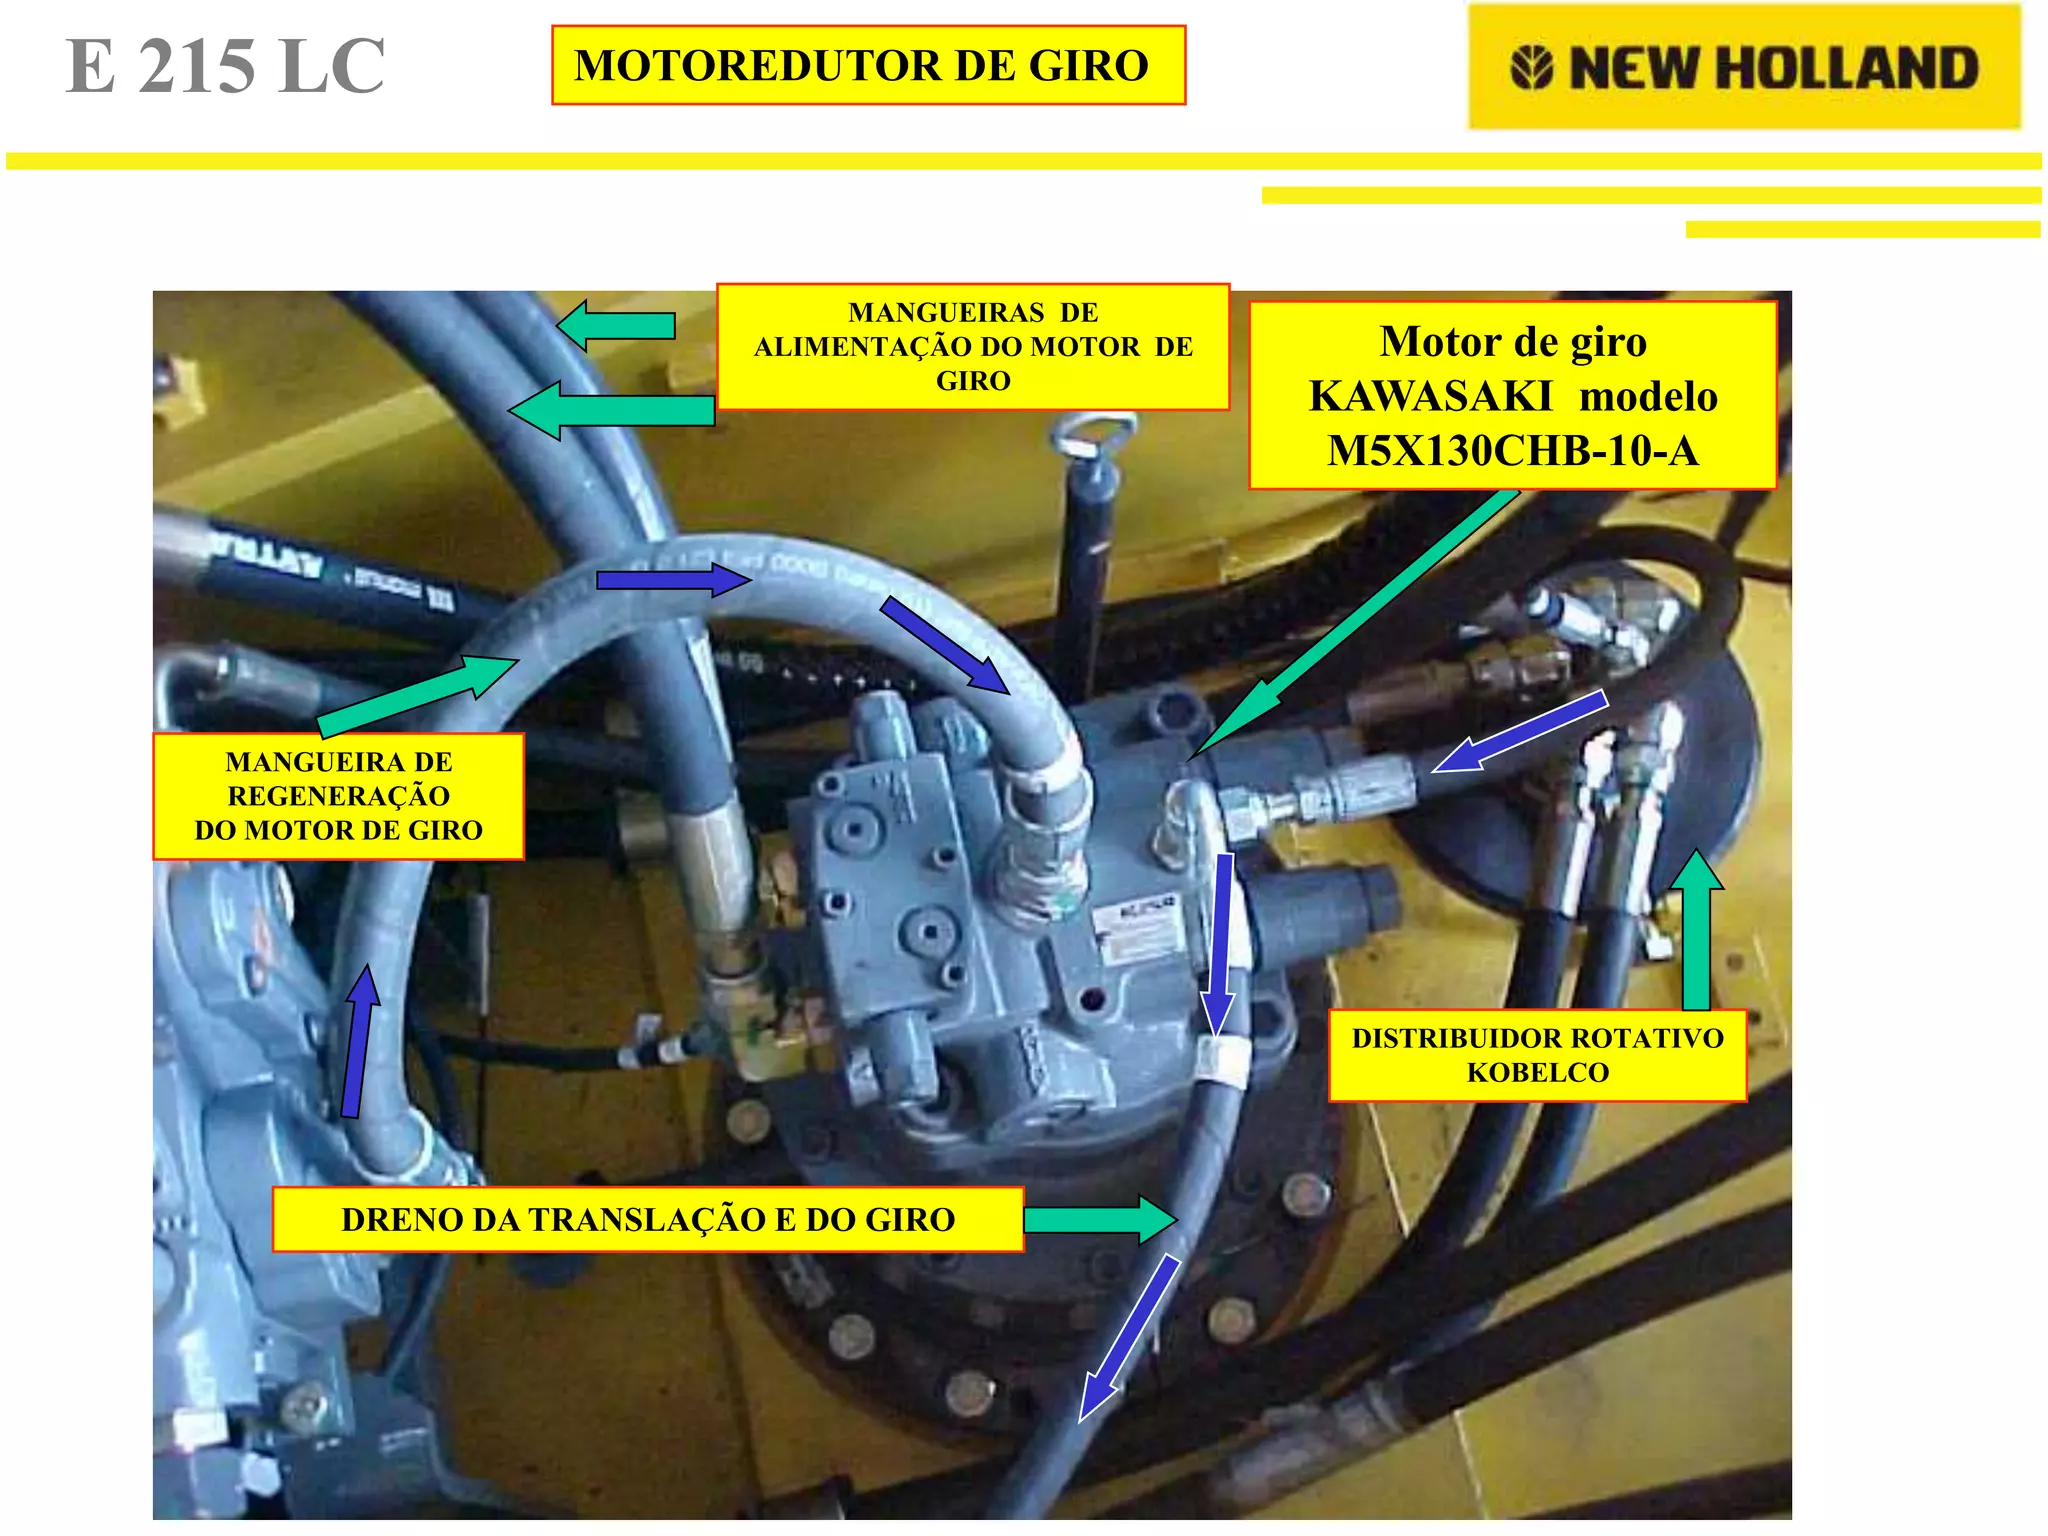 E 215 LC
MOTOREDUTOR DE GIRO
NEW HOLLAND
MANGUEIRAS DE
ALIMENTAÇÃO DO MOTOR DE
GIRO
Motor de giro
KAWASAKI modelo
M5X130CHB-10-A
MANGUEIRA DE
REGENERAÇÃO
DO MOTOR DE GIRO
DISTRIBUIDOR ROTATIVO
KOBELCO
DRENO DA TRANSLAÇÃO E DO GIRO